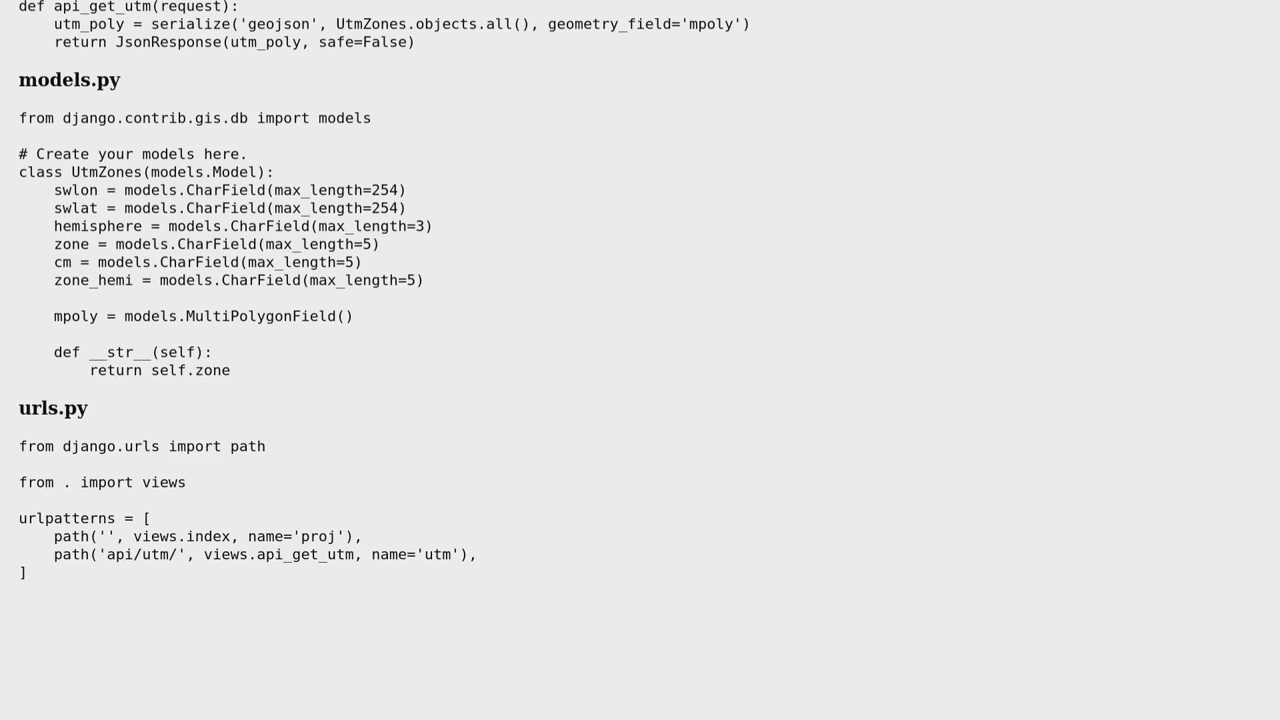 def api_get_utm(request):
    utm_poly = serialize('geojson', UtmZones.objects.all(), geometry_field='mpoly')
    return JsonResponse(utm_poly, safe=False)
models.py
from django.contrib.gis.db import models
# Create your models here.
class UtmZones(models.Model):
    swlon = models.CharField(max_length=254)
    swlat = models.CharField(max_length=254)
    hemisphere = models.CharField(max_length=3)
    zone = models.CharField(max_length=5)
    cm = models.CharField(max_length=5)
    zone_hemi = models.CharField(max_length=5)
    mpoly = models.MultiPolygonField()
    def __str__(self):
        return self.zone
urls.py
from django.urls import path
from . import views
urlpatterns = [
    path('', views.index, name='proj'),
    path('api/utm/', views.api_get_utm, name='utm'),
]